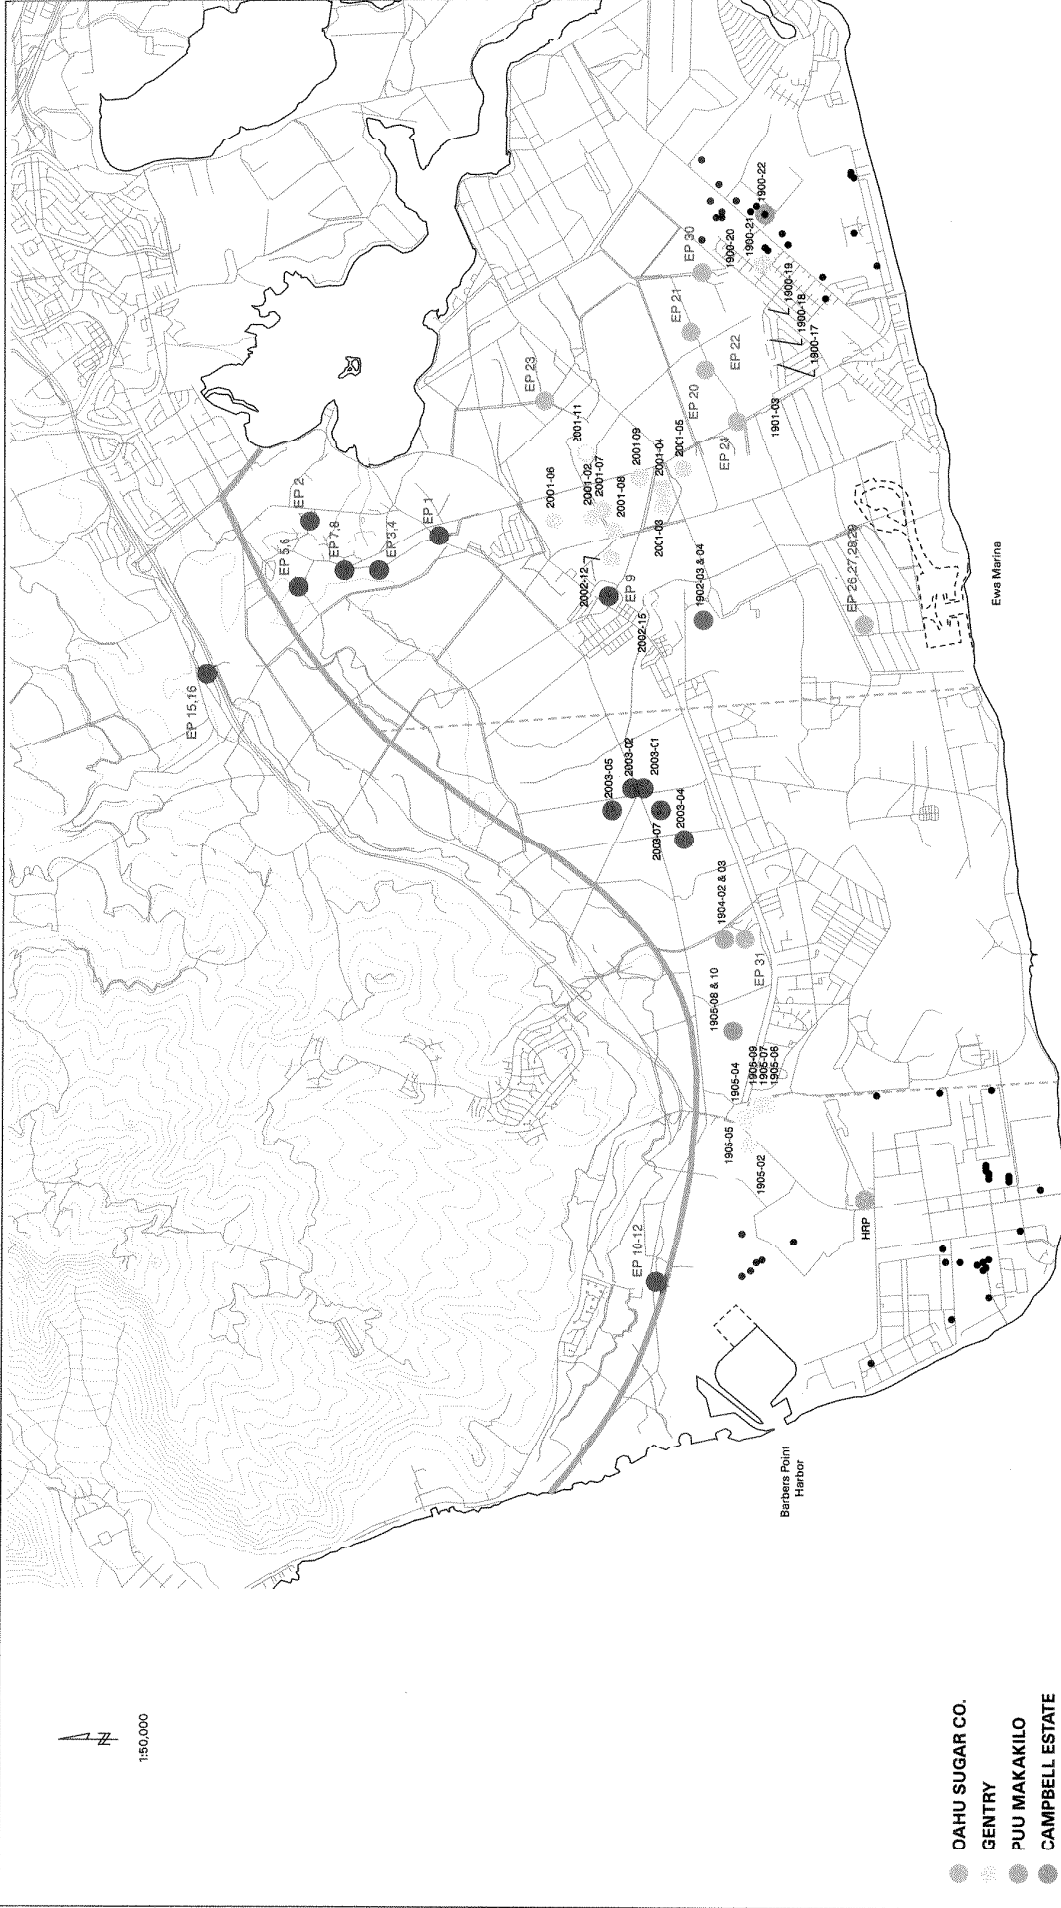 EP 15,16
EP 5,6
EP 2
EP 7,8
EP 3,4
EP 1
EP 23
EP 30
EP 21
EP 22
EP 20
EP 24
EP 9
EP 26,27,28,29
EP 31
EP 10-12
2001-11
2001-06
2001-02
2001-07
2001-08
2001 09
2001-04
2001-05
2001-03
2002-12
2002-15
1902-03 & 04
1901-03
1900-22
1900-21
1900-20
1900-19
1900-18
1900-17
2003-05
2003-02
2003-01
2003-07
2003-04
1904-02 & 03
1905-08 & 10
1905-04
1905-09
1905-07
1905-06
1905-05
1905-02
HRP
Ewa Marina
Barbers Point
Harbor
N
1:50,000
OAHU SUGAR CO.
GENTRY
PUU MAKAKILO
CAMPBELL ESTATE